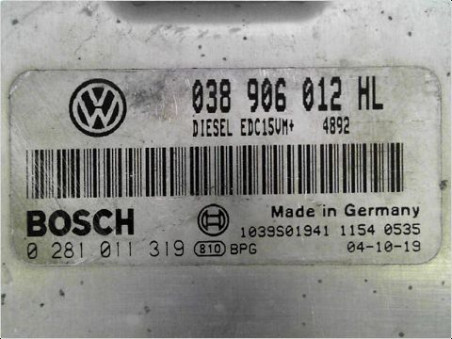 038 906 012 HL
DIESEL EDC15VM+ 4892
BOSCH
Made in Germany
1039S01941 1154 0535
0 281 011 319 810 BPG 04-10-19